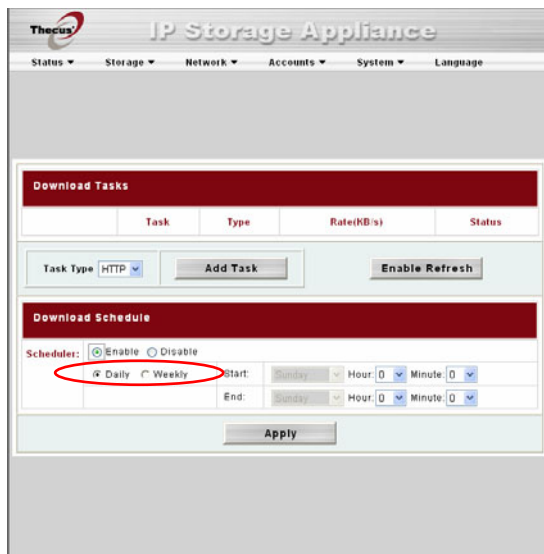 Thecus IP Storage Appliance
Status Storage Network Accounts System Language
Download Tasks
Task Type Rate(KB/s) Status
Task Type HTTP Add Task Enable Refresh
Download Schedule
Scheduler: Enable Disable
Daily Weekly Start: Sunday Hour: 0 Minute: 0
End: Sunday Hour: 0 Minute: 0
Apply